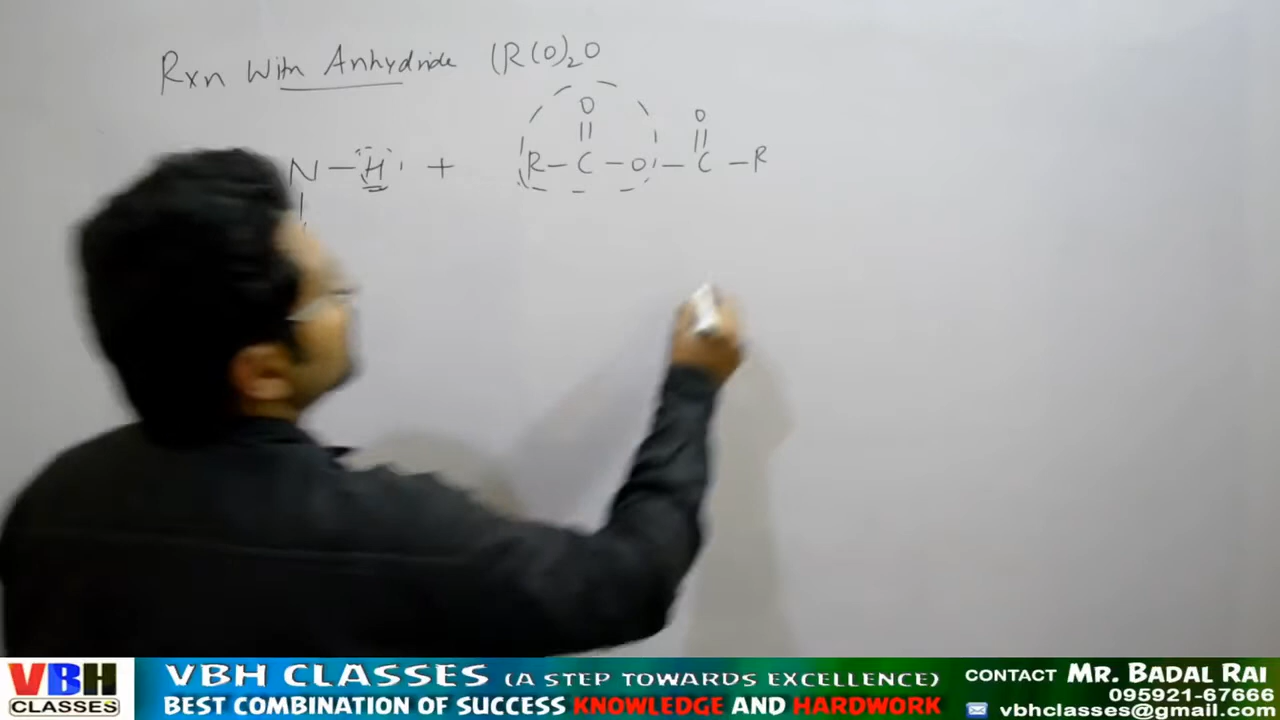 Rxn With Anhydride (RCO)₂O
O O
|| ||
N — H + R — C — O — C — R
|
VBH CLASSES
VBH CLASSES (A STEP TOWARDS EXCELLENCE)
BEST COMBINATION OF SUCCESS KNOWLEDGE AND HARDWORK
CONTACT MR. BADAL RAI
095921-67666
vbhclasses@gmail.com